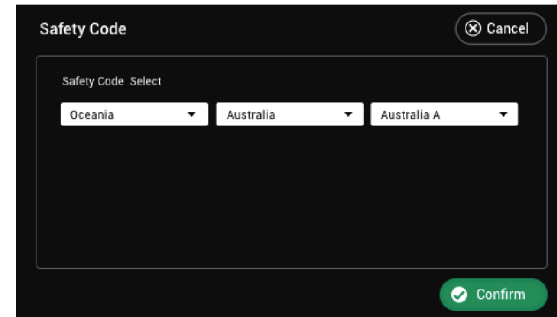 Safety Code
Cancel
Safety Code Select
Oceania
Australia
Australia A
Confirm